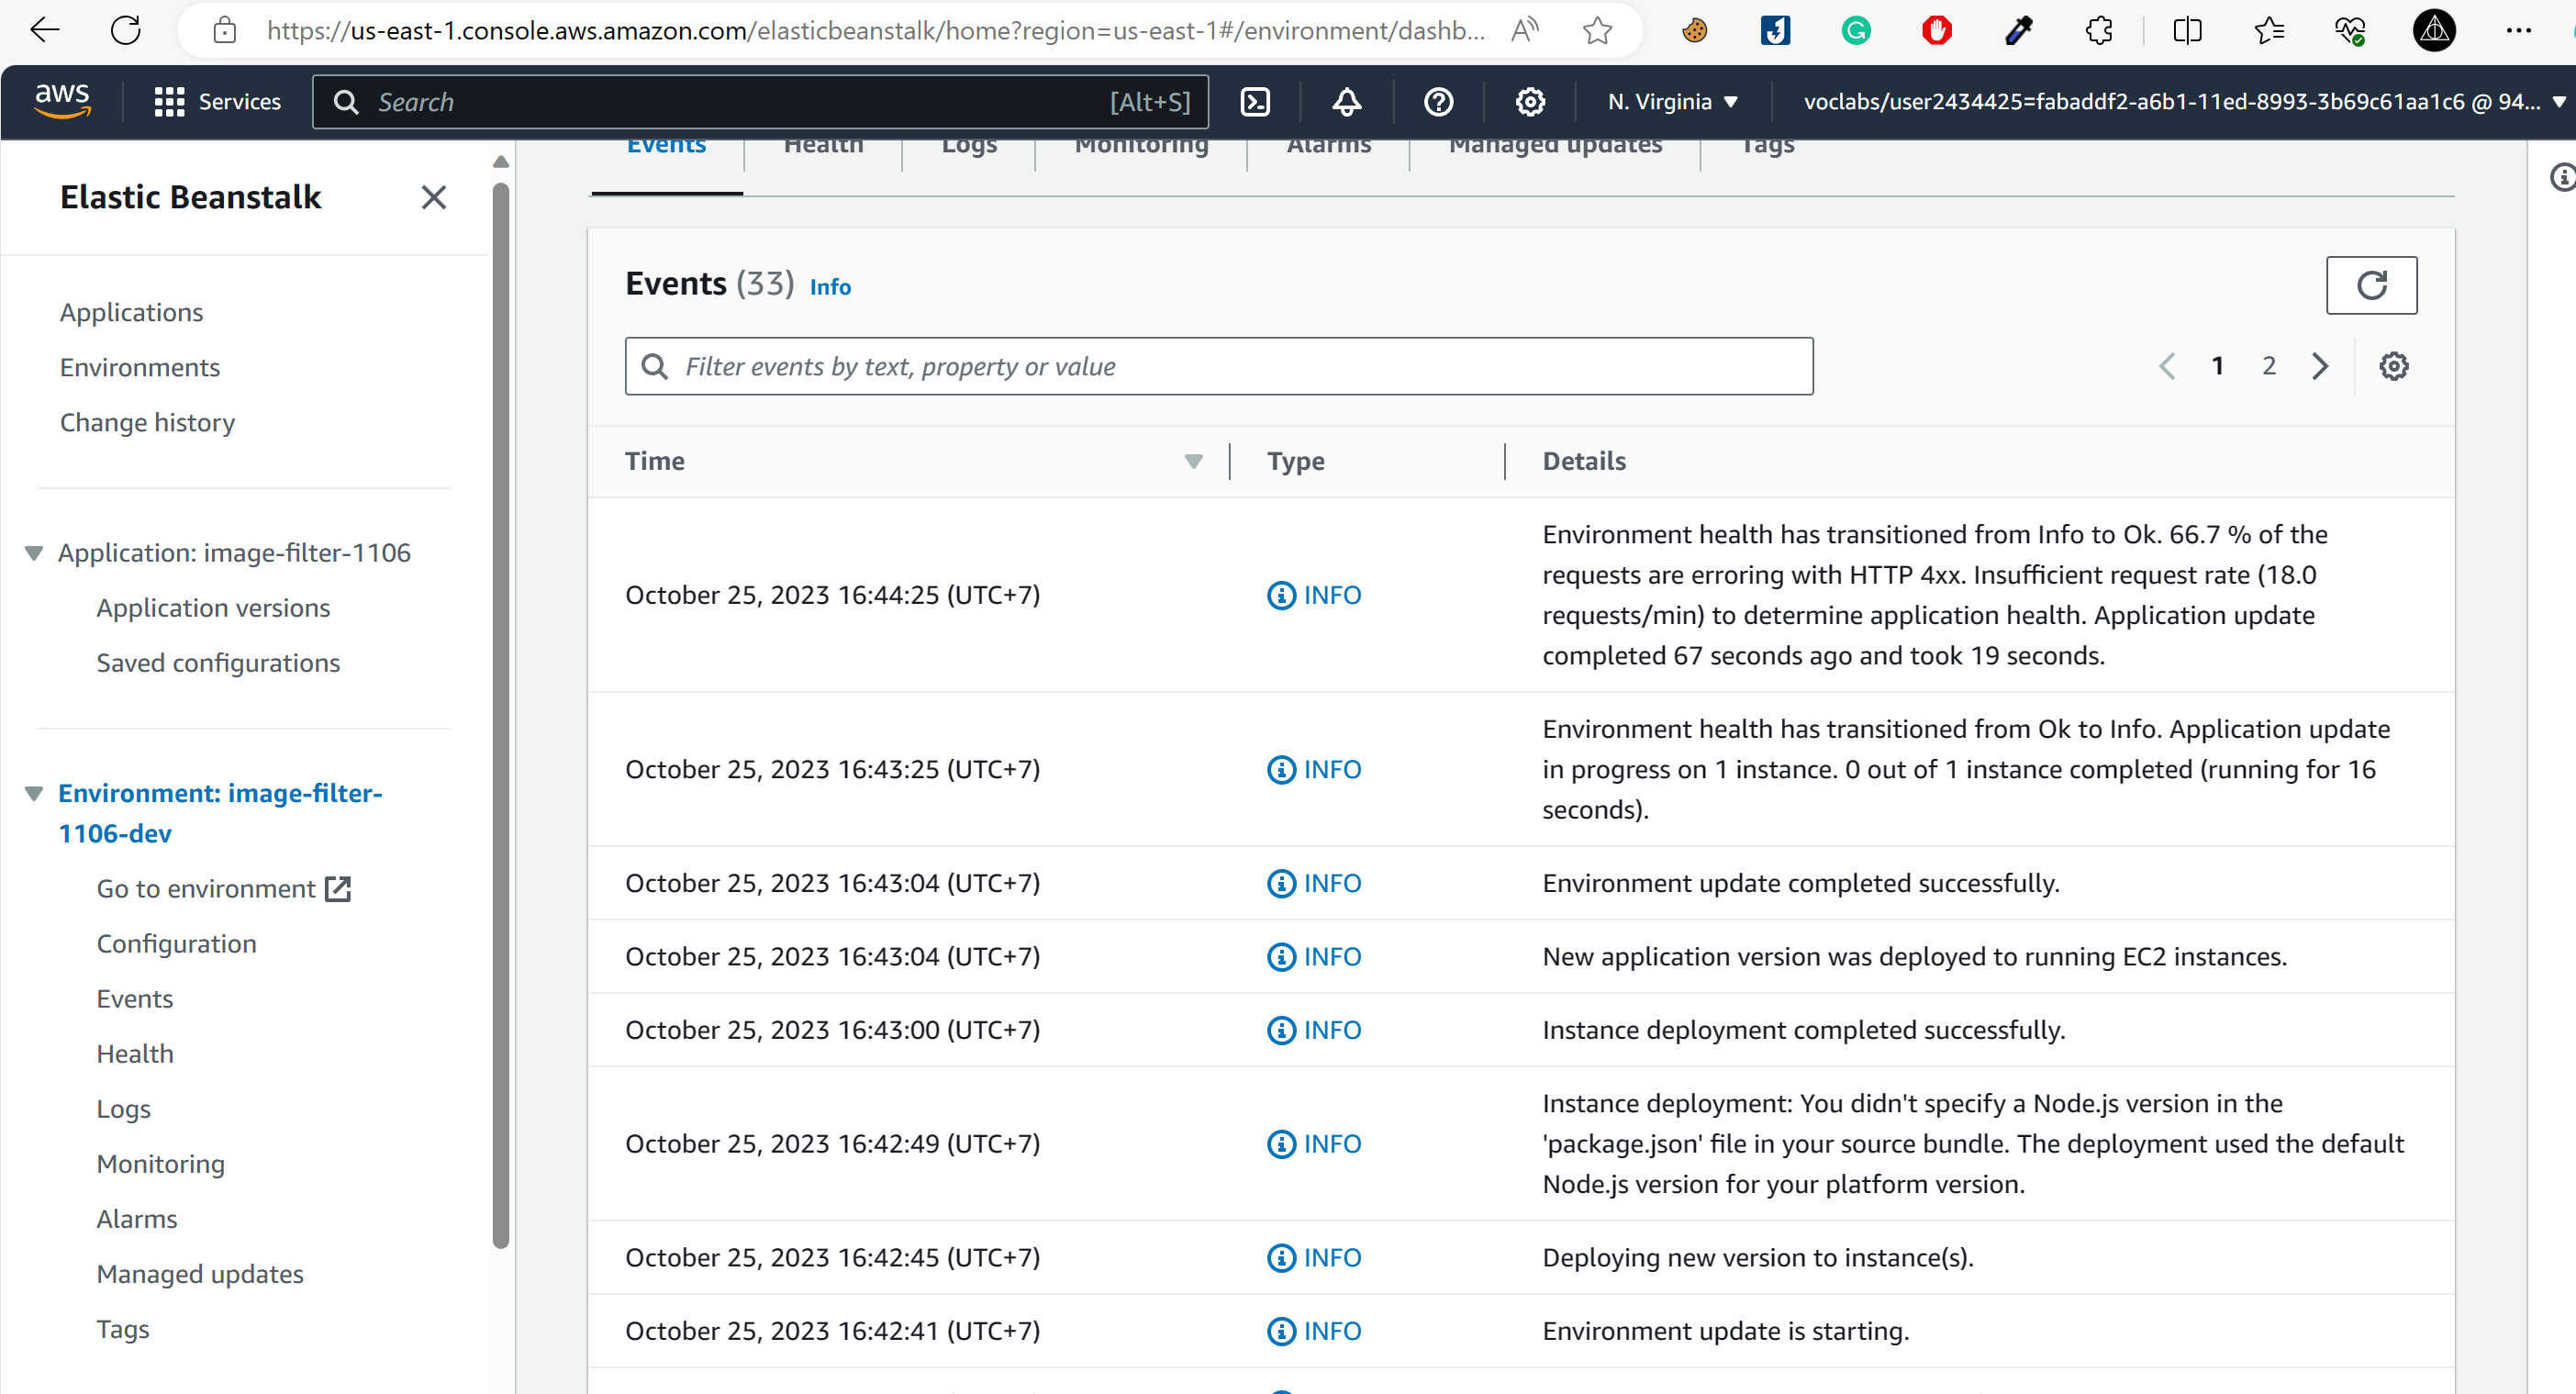 https://us-east-1.console.aws.amazon.com/elasticbeanstalk/home?region=us-east-1#/environment/dashb...
aws
Services
Search
[Alt+S]
N. Virginia
voclabs/user2434425=fabaddf2-a6b1-11ed-8993-3b69c61aa1c6 @ 94...
Events
Health
Logs
Monitoring
Alarms
Managed updates
Tags
Elastic Beanstalk
Applications
Environments
Change history
Application: image-filter-1106
Application versions
Saved configurations
Environment: image-filter-
1106-dev
Go to environment
Configuration
Events
Health
Logs
Monitoring
Alarms
Managed updates
Tags
Events (33) Info
Filter events by text, property or value
1
2
Time
Type
Details
October 25, 2023 16:44:25 (UTC+7)
INFO
Environment health has transitioned from Info to Ok. 66.7 % of the
requests are erroring with HTTP 4xx. Insufficient request rate (18.0
requests/min) to determine application health. Application update
completed 67 seconds ago and took 19 seconds.
October 25, 2023 16:43:25 (UTC+7)
INFO
Environment health has transitioned from Ok to Info. Application update
in progress on 1 instance. 0 out of 1 instance completed (running for 16
seconds).
October 25, 2023 16:43:04 (UTC+7)
INFO
Environment update completed successfully.
October 25, 2023 16:43:04 (UTC+7)
INFO
New application version was deployed to running EC2 instances.
October 25, 2023 16:43:00 (UTC+7)
INFO
Instance deployment completed successfully.
October 25, 2023 16:42:49 (UTC+7)
INFO
Instance deployment: You didn't specify a Node.js version in the
'package.json' file in your source bundle. The deployment used the default
Node.js version for your platform version.
October 25, 2023 16:42:45 (UTC+7)
INFO
Deploying new version to instance(s).
October 25, 2023 16:42:41 (UTC+7)
INFO
Environment update is starting.